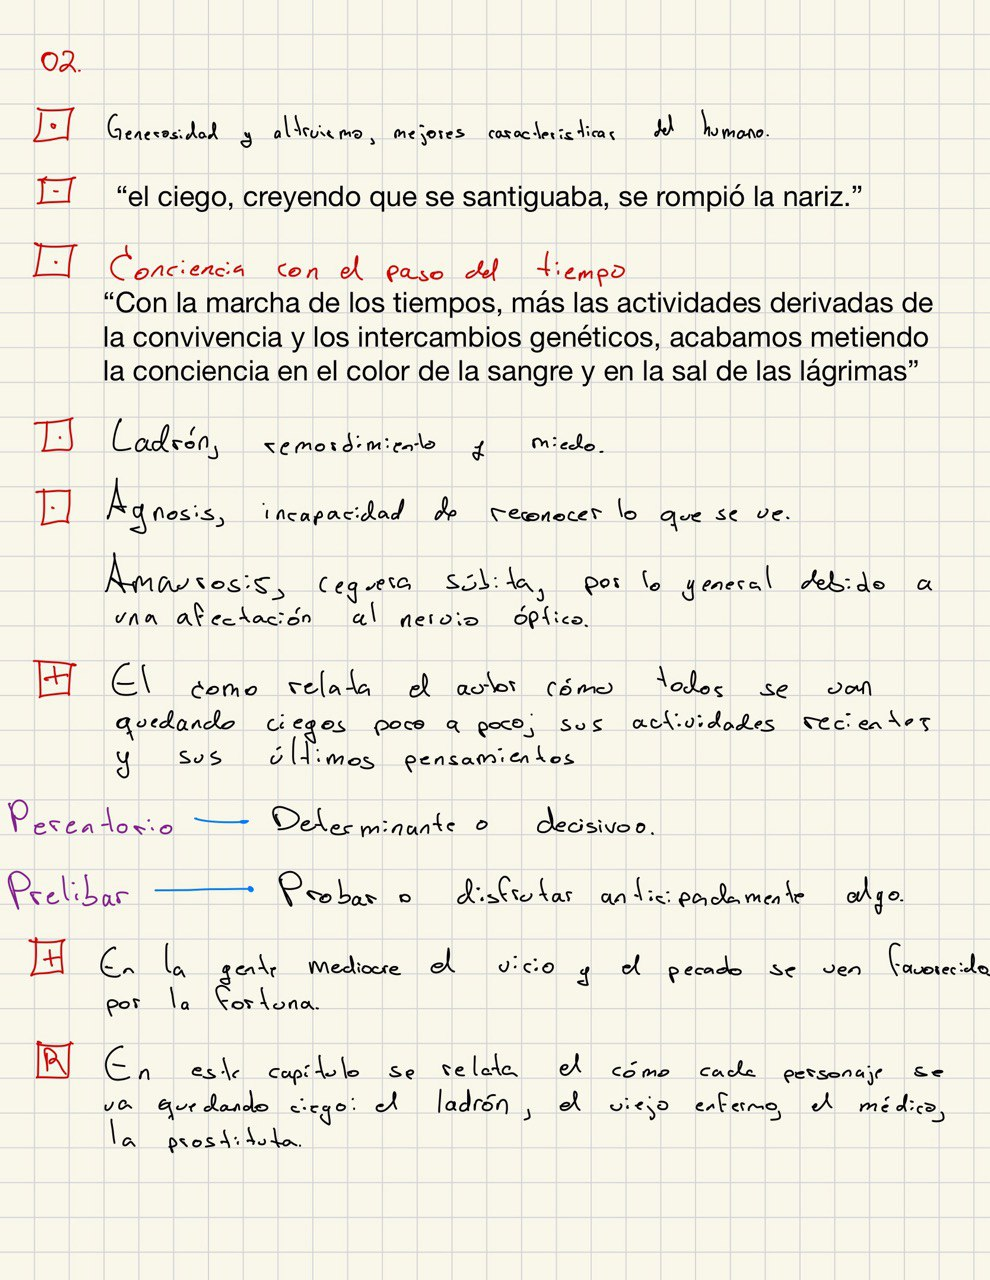 02.
Generosidad y altruismo, mejores características del humano.
“el ciego, creyendo que se santiguaba, se rompió la nariz.”
Conciencia con el paso del tiempo
“Con la marcha de los tiempos, más las actividades derivadas de
la convivencia y los intercambios genéticos, acabamos metiendo
la conciencia en el color de la sangre y en la sal de las lágrimas”
Ladrón, remordimiento y miedo.
Agnosis, incapacidad de reconocer lo que se ve.
Amaurosis, ceguera súbita, por lo general debido a
una afectación al nervio óptico.
+ El como relata el autor cómo todos se van
quedando ciegos poco a poco; sus actividades recientes
y sus últimos pensamientos
Perentorio — Determinante o decisivoo.
Prelibar — Probar o disfrutar anticipadamente algo.
+ En la gente mediocre el vicio y el pecado se ven favorecido
por la fortuna.
R En este capítulo se relata el cómo cada personaje se
va quedando ciego: el ladrón, el viejo enfermo, el médico,
la prostituta.